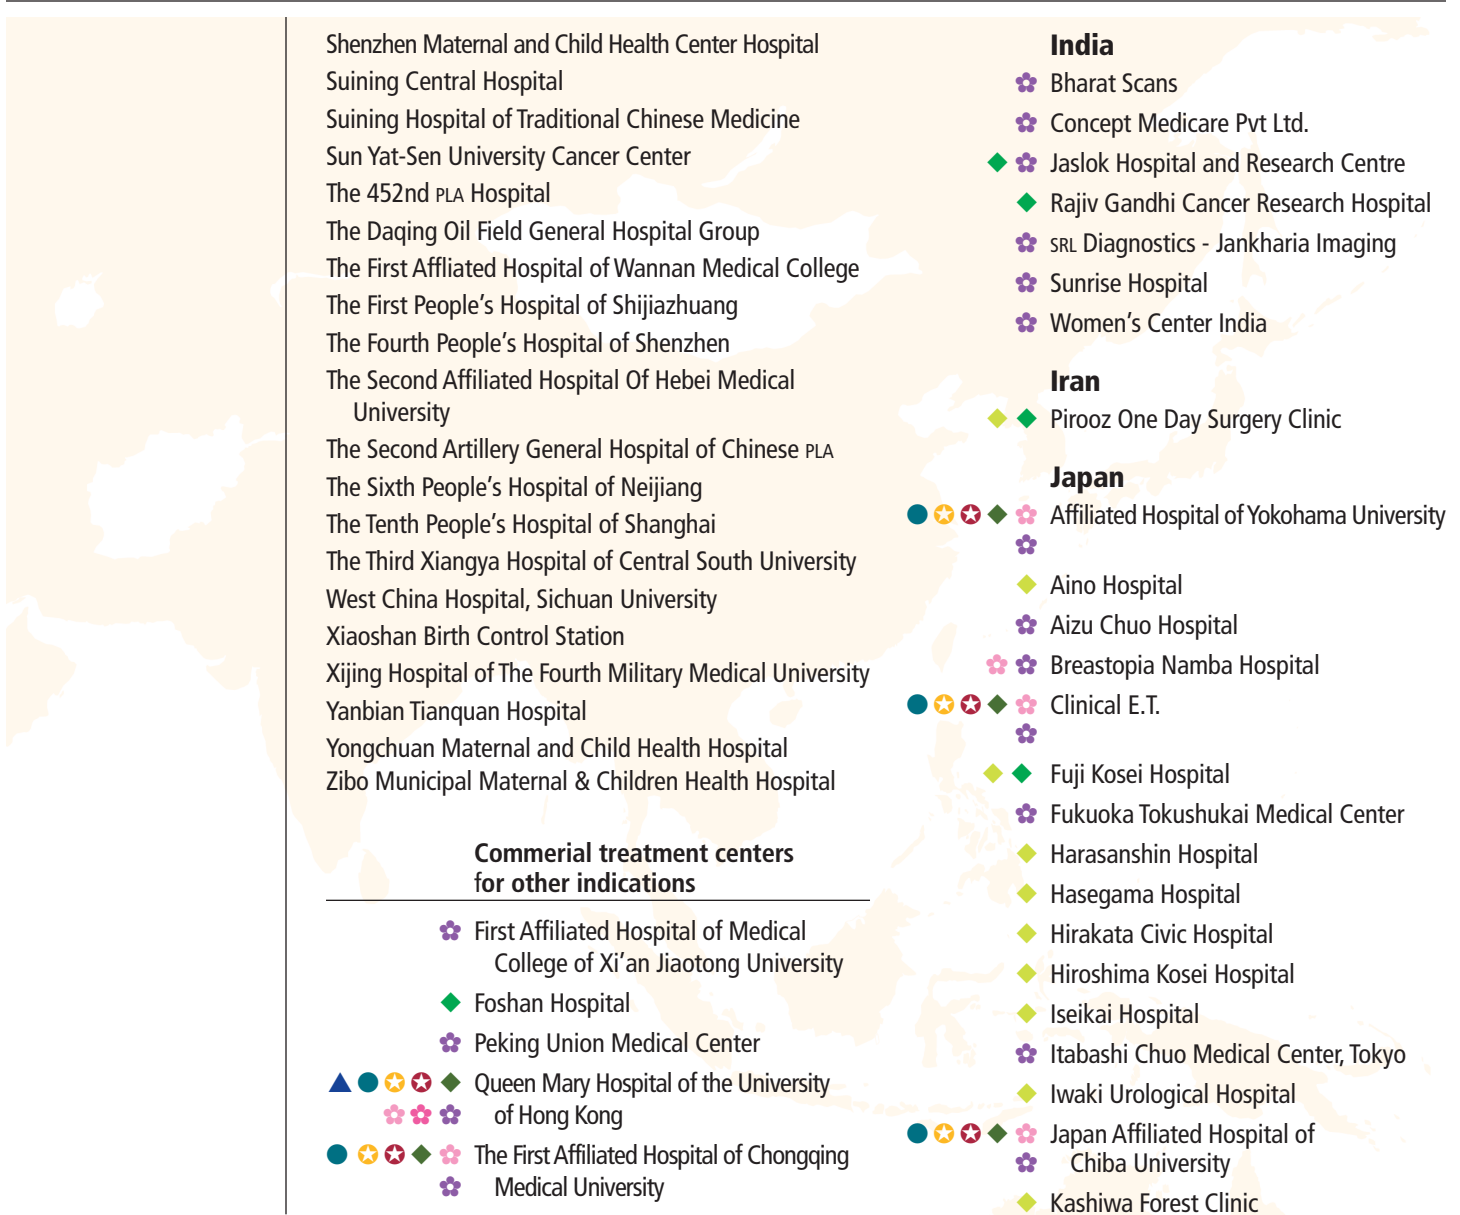 Shenzhen Maternal and Child Health Center Hospital
Suining Central Hospital
Suining Hospital of Traditional Chinese Medicine
Sun Yat-Sen University Cancer Center
The 452nd PLA Hospital
The Daqing Oil Field General Hospital Group
The First Affliated Hospital of Wannan Medical College
The First People's Hospital of Shijiazhuang
The Fourth People's Hospital of Shenzhen
The Second Affiliated Hospital Of Hebei Medical
University
The Second Artillery General Hospital of Chinese PLA
The Sixth People's Hospital of Neijiang
The Tenth People's Hospital of Shanghai
The Third Xiangya Hospital of Central South University
West China Hospital, Sichuan University
Xiaoshan Birth Control Station
Xijing Hospital of The Fourth Military Medical University
Yanbian Tianquan Hospital
Yongchuan Maternal and Child Health Hospital
Zibo Municipal Maternal & Children Health Hospital
Commerial treatment centers
for other indications
First Affiliated Hospital of Medical
College of Xi'an Jiaotong University
Foshan Hospital
Peking Union Medical Center
Queen Mary Hospital of the University
of Hong Kong
The First Affiliated Hospital of Chongqing
Medical University
India
Bharat Scans
Concept Medicare Pvt Ltd.
Jaslok Hospital and Research Centre
Rajiv Gandhi Cancer Research Hospital
SRL Diagnostics - Jankharia Imaging
Sunrise Hospital
Women's Center India
Iran
Pirooz One Day Surgery Clinic
Japan
Affiliated Hospital of Yokohama University
Aino Hospital
Aizu Chuo Hospital
Breastopia Namba Hospital
Clinical E.T.
Fuji Kosei Hospital
Fukuoka Tokushukai Medical Center
Harasanshin Hospital
Hasegama Hospital
Hirakata Civic Hospital
Hiroshima Kosei Hospital
Iseikai Hospital
Itabashi Chuo Medical Center, Tokyo
Iwaki Urological Hospital
Japan Affiliated Hospital of
Chiba University
Kashiwa Forest Clinic